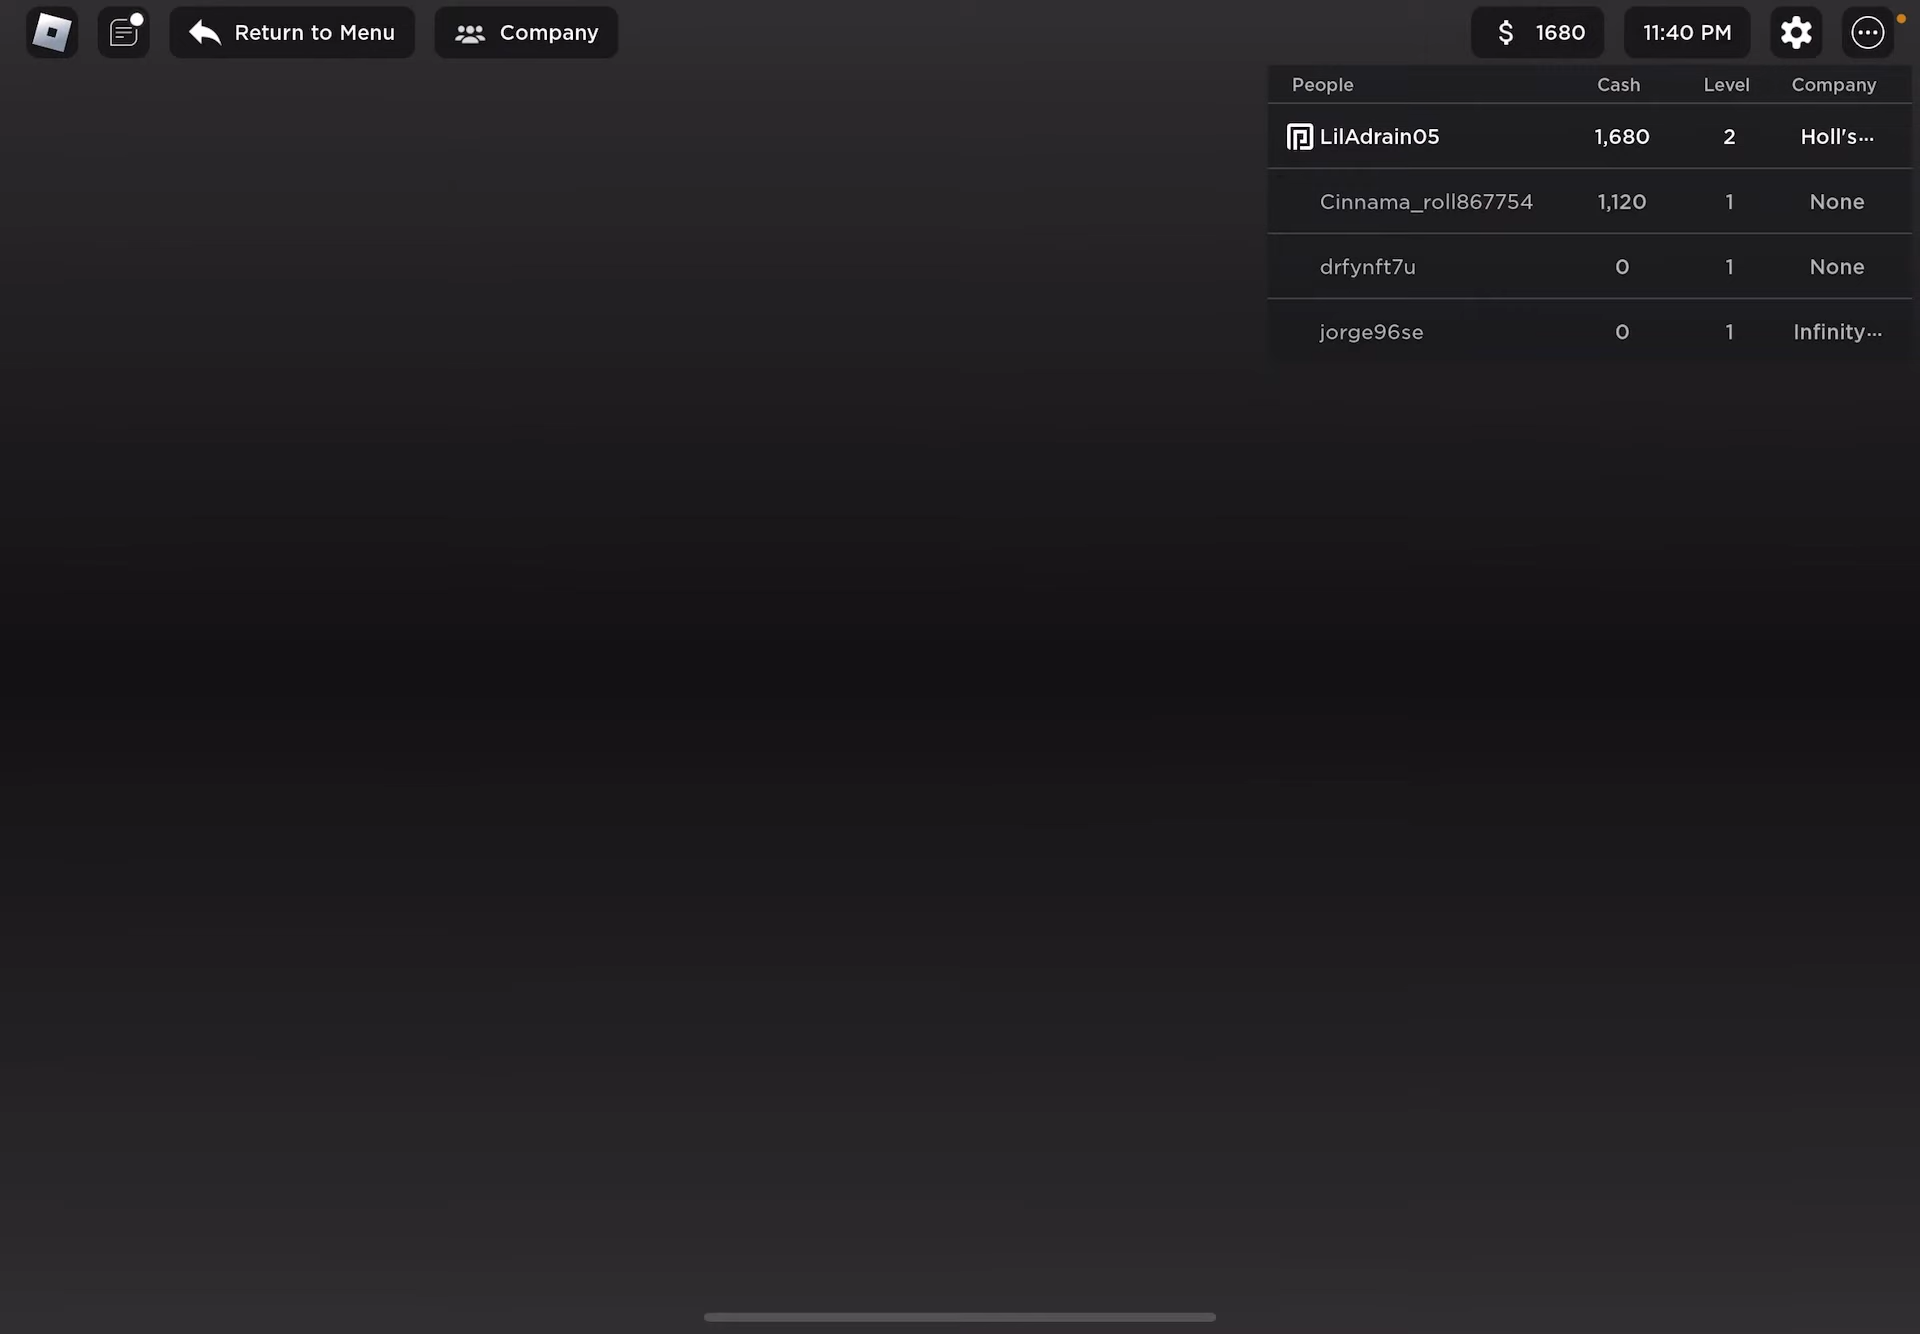 Return to Menu Company $ 1680 11:40 PM
People Cash Level Company
LilAdrain05 1,680 2 Holl's...
Cinnama_roll867754 1,120 1 None
drfynft7u 0 1 None
jorge96se 0 1 Infinity...